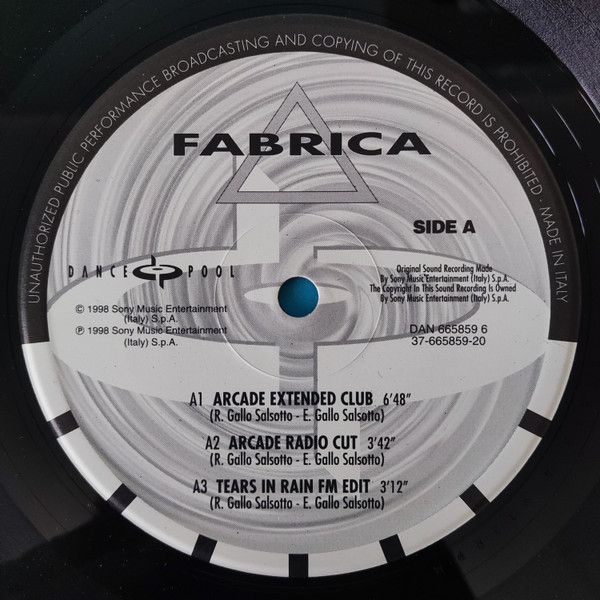 UNAUTHORIZED PUBLIC PERFORMANCE BROADCASTING AND COPYING OF THIS RECORD IS PROHIBITED · MADE IN ITALY
FABRICA
SIDE A
DANCE POOL
Original Sound Recording Made
By Sony Music Entertainment (Italy) S.p.A.
The Copyright In This Sound Recording Is Owned
By Sony Music Entertainment (Italy) S.p.A.
© 1998 Sony Music Entertainment
(Italy) S.p.A.
℗ 1998 Sony Music Entertainment
(Italy) S.p.A.
DAN 665859 6
37-665859-20
A1 ARCADE EXTENDED CLUB 6'48"
(R. Gallo Salsotto - E. Gallo Salsotto)
A2 ARCADE RADIO CUT 3'42"
(R. Gallo Salsotto - E. Gallo Salsotto)
A3 TEARS IN RAIN FM EDIT 3'12"
(R. Gallo Salsotto - E. Gallo Salsotto)